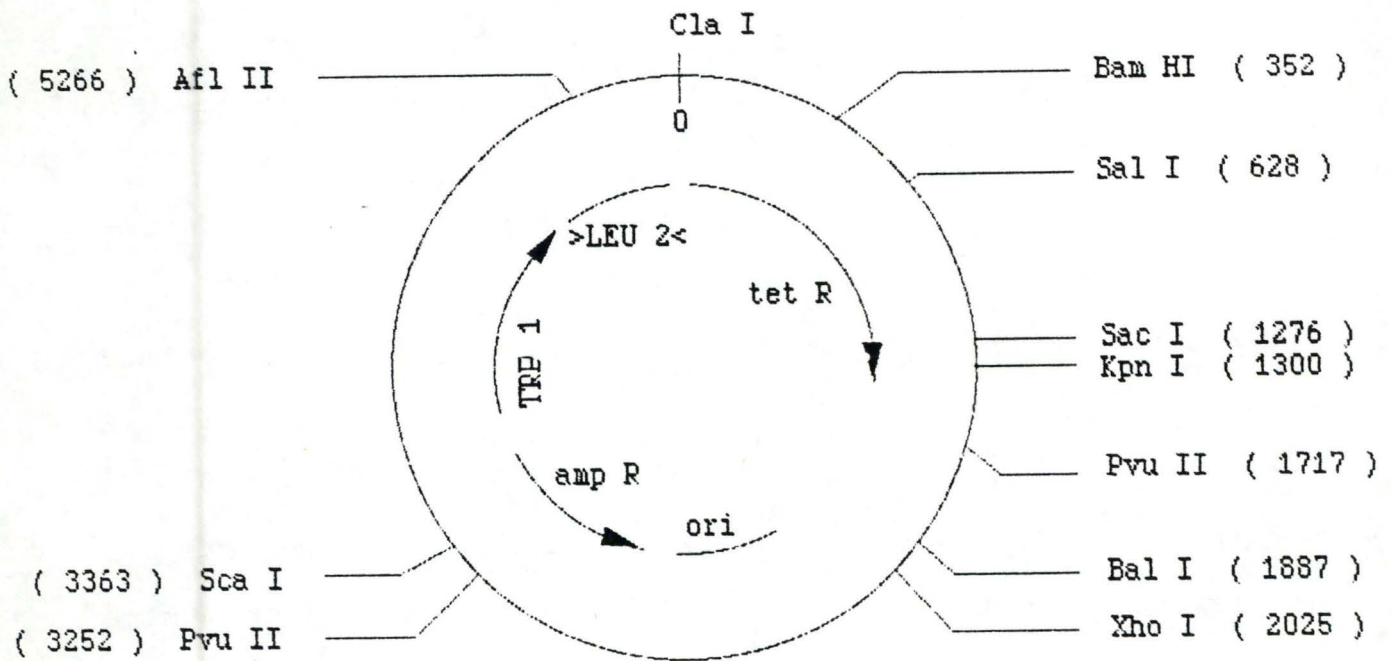 Cla I
( 5266 ) Afl II
Bam HI ( 352 )
0
Sal I ( 628 )
>LEU 2<
tet R
TRP 1
Sac I ( 1276 )
Kpn I ( 1300 )
amp R
Pvu II ( 1717 )
ori
( 3363 ) Sca I
Bal I ( 1887 )
( 3252 ) Pvu II
Xho I ( 2025 )